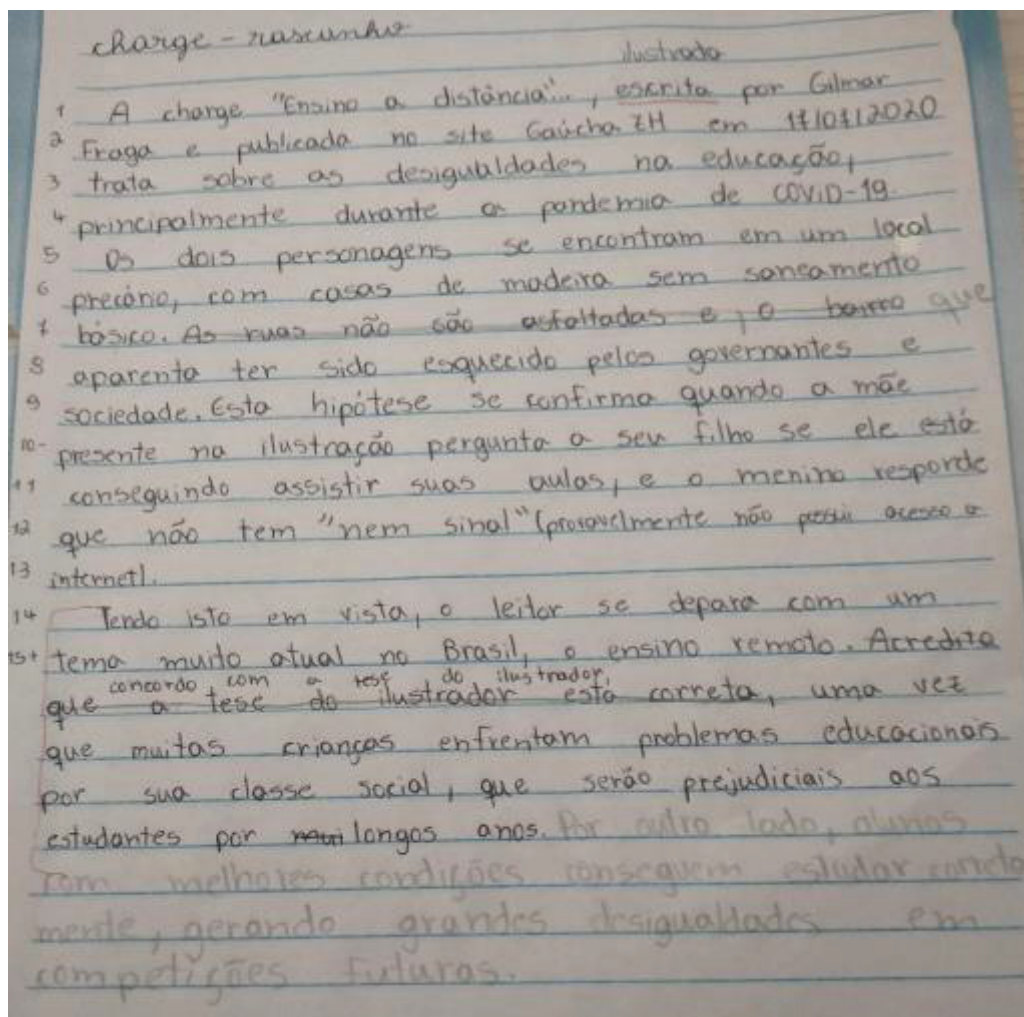 charge - rascunho
ilustrada
1 A charge "Ensino a distância"..., escrita por Gilmar
2 Fraga e publicada no site Gaúcha ZH em 17/07/2020
3 trata sobre as desigualdades na educação,
4 principalmente durante a pandemia de COVID-19.
5 Os dois personagens se encontram em um local
6 precário, com casas de madeira sem saneamento
7 básico. As ruas não são asfaltadas e, o bairro que
8 aparenta ter sido esquecido pelos governantes e
9 sociedade. Esta hipótese se confirma quando a mãe
10- presente na ilustração pergunta a seu filho se ele está
11 conseguindo assistir suas aulas, e o menino responde
12 que não tem "nem sinal" (provavelmente não possui acesso a
13 internet).
14 Tendo isto em vista, o leitor se depara com um
15+ tema muito atual no Brasil, o ensino remoto. Acredito
concordo com a tese do ilustrador,
que a tese do ilustrador está correta, uma vez
que muitas crianças enfrentam problemas educacionais
por sua classe social, que serão prejudiciais aos
estudantes por longos anos. Por outro lado, alunos
com melhores condições conseguem estudar correta
mente, gerando grandes desigualdades em
competições futuras.